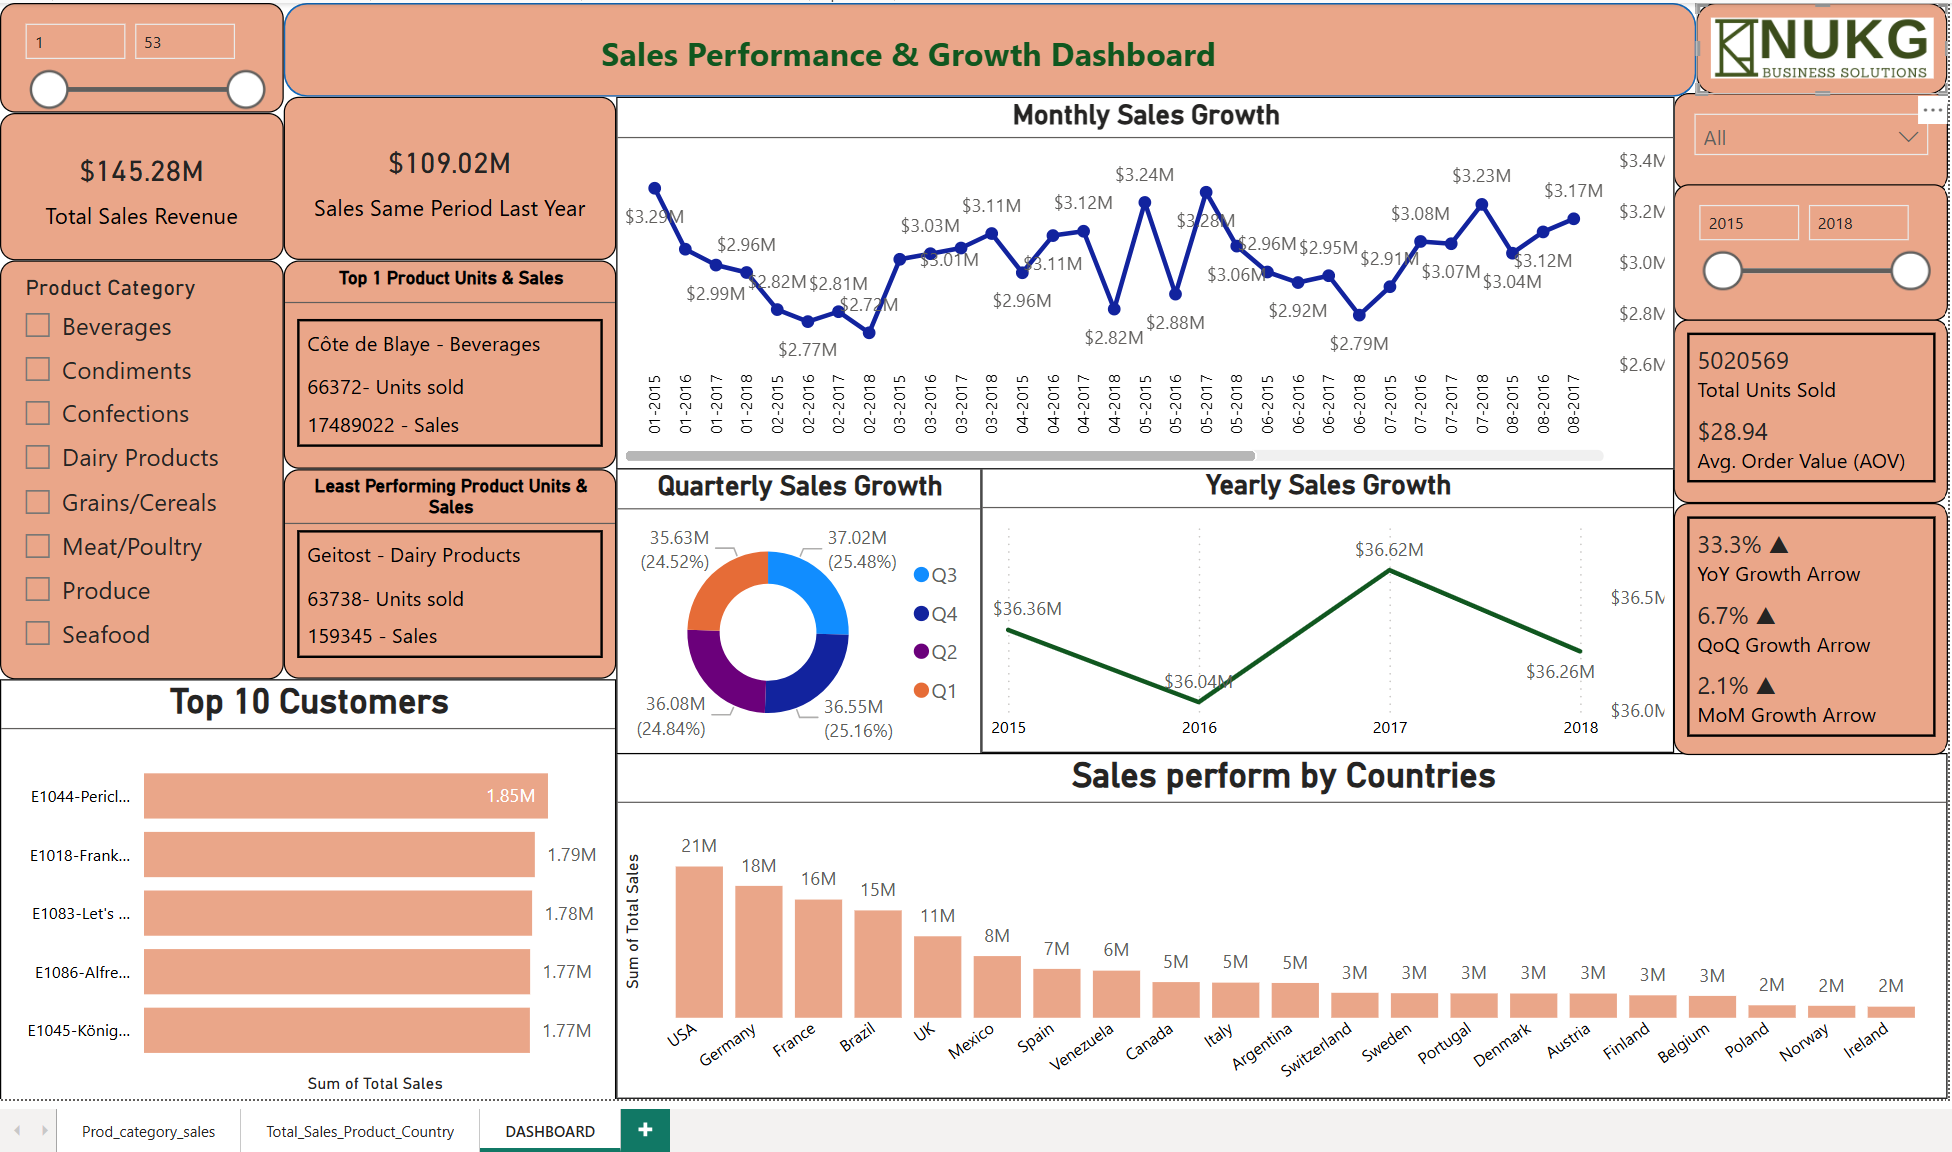 1
53
Sales Performance & Growth Dashboard
NUKG
BUSINESS SOLUTIONS
$145.28M
Total Sales Revenue
$109.02M
Sales Same Period Last Year
Product Category
Beverages
Condiments
Confections
Dairy Products
Grains/Cereals
Meat/Poultry
Produce
Seafood
Top 1 Product Units & Sales
Côte de Blaye - Beverages
66372- Units sold
17489022 - Sales
Least Performing Product Units &
Sales
Geitost - Dairy Products
63738- Units sold
159345 - Sales
Monthly Sales Growth
$3.29M
$2.99M
$2.96M
$2.82M
$2.77M
$2.81M
$2.72M
$3.03M
$3.01M
$3.11M
$2.96M
$3.11M
$3.12M
$2.82M
$3.24M
$2.88M
$3.28M
$3.06M
$2.96M
$2.92M
$2.95M
$2.79M
$2.91M
$3.08M
$3.07M
$3.23M
$3.04M
$3.12M
$3.17M
$3.4M
$3.2M
$3.0M
$2.8M
$2.6M
01-2015
01-2016
01-2017
01-2018
02-2015
02-2016
02-2017
02-2018
03-2015
03-2016
03-2017
03-2018
04-2015
04-2016
04-2017
04-2018
05-2015
05-2016
05-2017
05-2018
06-2015
06-2016
06-2017
06-2018
07-2015
07-2016
07-2017
07-2018
08-2015
08-2016
08-2017
All
2015
2018
5020569
Total Units Sold
$28.94
Avg. Order Value (AOV)
33.3% ▲
YoY Growth Arrow
6.7% ▲
QoQ Growth Arrow
2.1% ▲
MoM Growth Arrow
Quarterly Sales Growth
35.63M
(24.52%)
37.02M
(25.48%)
36.08M
(24.84%)
36.55M
(25.16%)
Q3
Q4
Q2
Q1
Yearly Sales Growth
$36.36M
$36.04M
$36.62M
$36.26M
$36.5M
$36.0M
2015
2016
2017
2018
Top 10 Customers
E1044-Pericl... 1.85M
E1018-Frank... 1.79M
E1083-Let's ... 1.78M
E1086-Alfre... 1.77M
E1045-König... 1.77M
Sum of Total Sales
Sales perform by Countries
Sum of Total Sales
21M
18M
16M
15M
11M
8M
7M
6M
5M
5M
5M
3M
3M
3M
3M
3M
3M
3M
2M
2M
2M
USA
Germany
France
Brazil
UK
Mexico
Spain
Venezuela
Canada
Italy
Argentina
Switzerland
Sweden
Portugal
Denmark
Austria
Finland
Belgium
Poland
Norway
Ireland
Prod_category_sales
Total_Sales_Product_Country
DASHBOARD
+